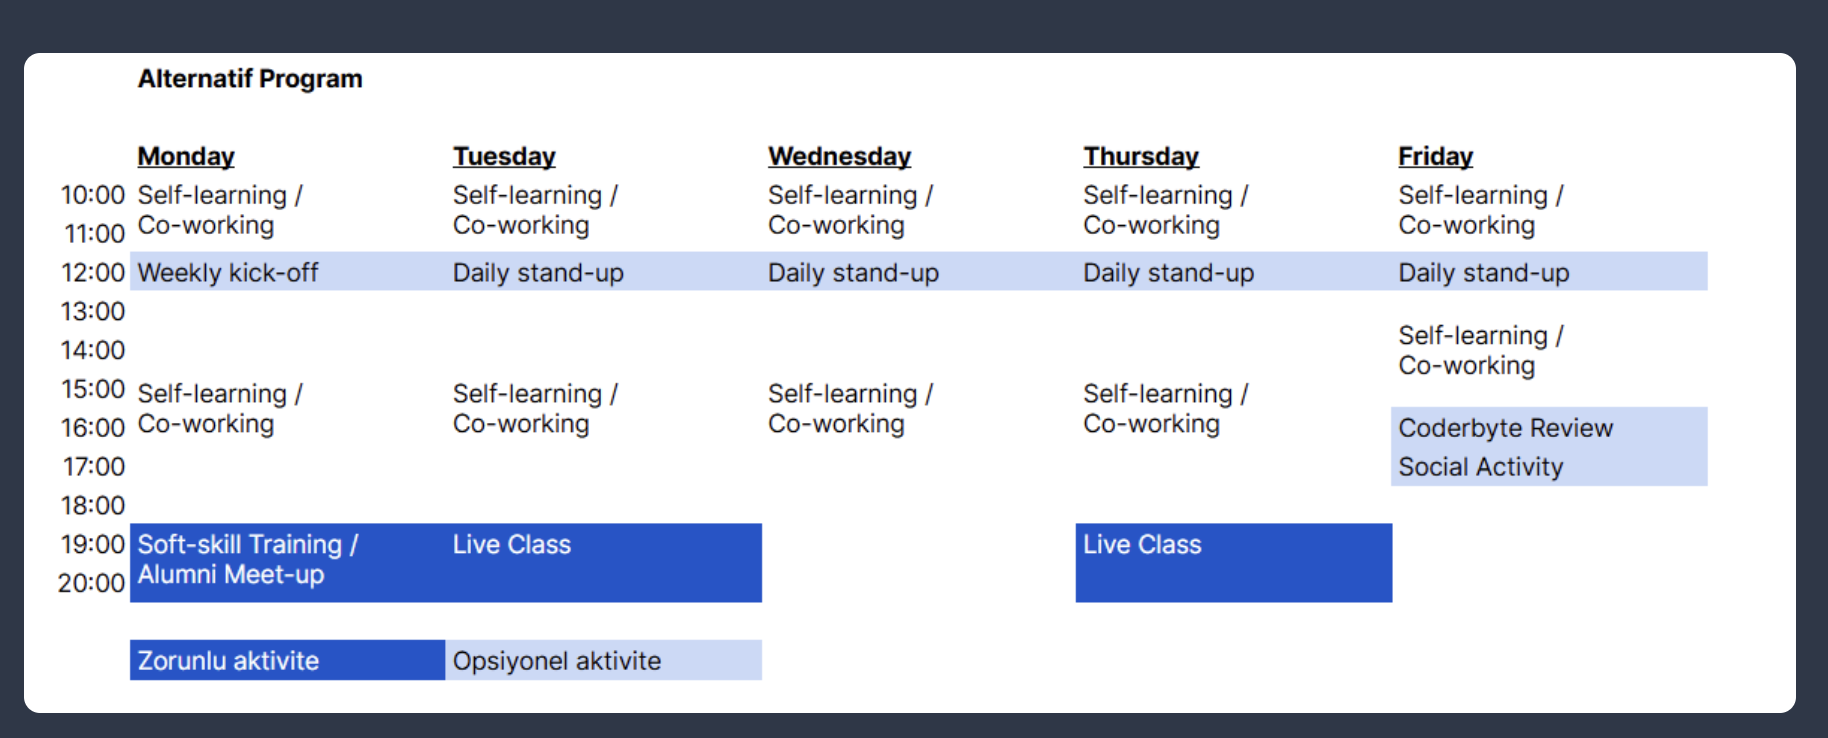 Alternatif Program
Monday Tuesday Wednesday Thursday Friday
10:00 Self-learning / Self-learning / Self-learning / Self-learning / Self-learning /
11:00 Co-working Co-working Co-working Co-working Co-working
12:00 Weekly kick-off Daily stand-up Daily stand-up Daily stand-up Daily stand-up
13:00
Self-learning /
14:00 Co-working
15:00 Self-learning / Self-learning / Self-learning / Self-learning /
16:00 Co-working Co-working Co-working Co-working Coderbyte Review
17:00 Social Activity
18:00
19:00 Soft-skill Training / Live Class Live Class
20:00 Alumni Meet-up
Zorunlu aktivite Opsiyonel aktivite